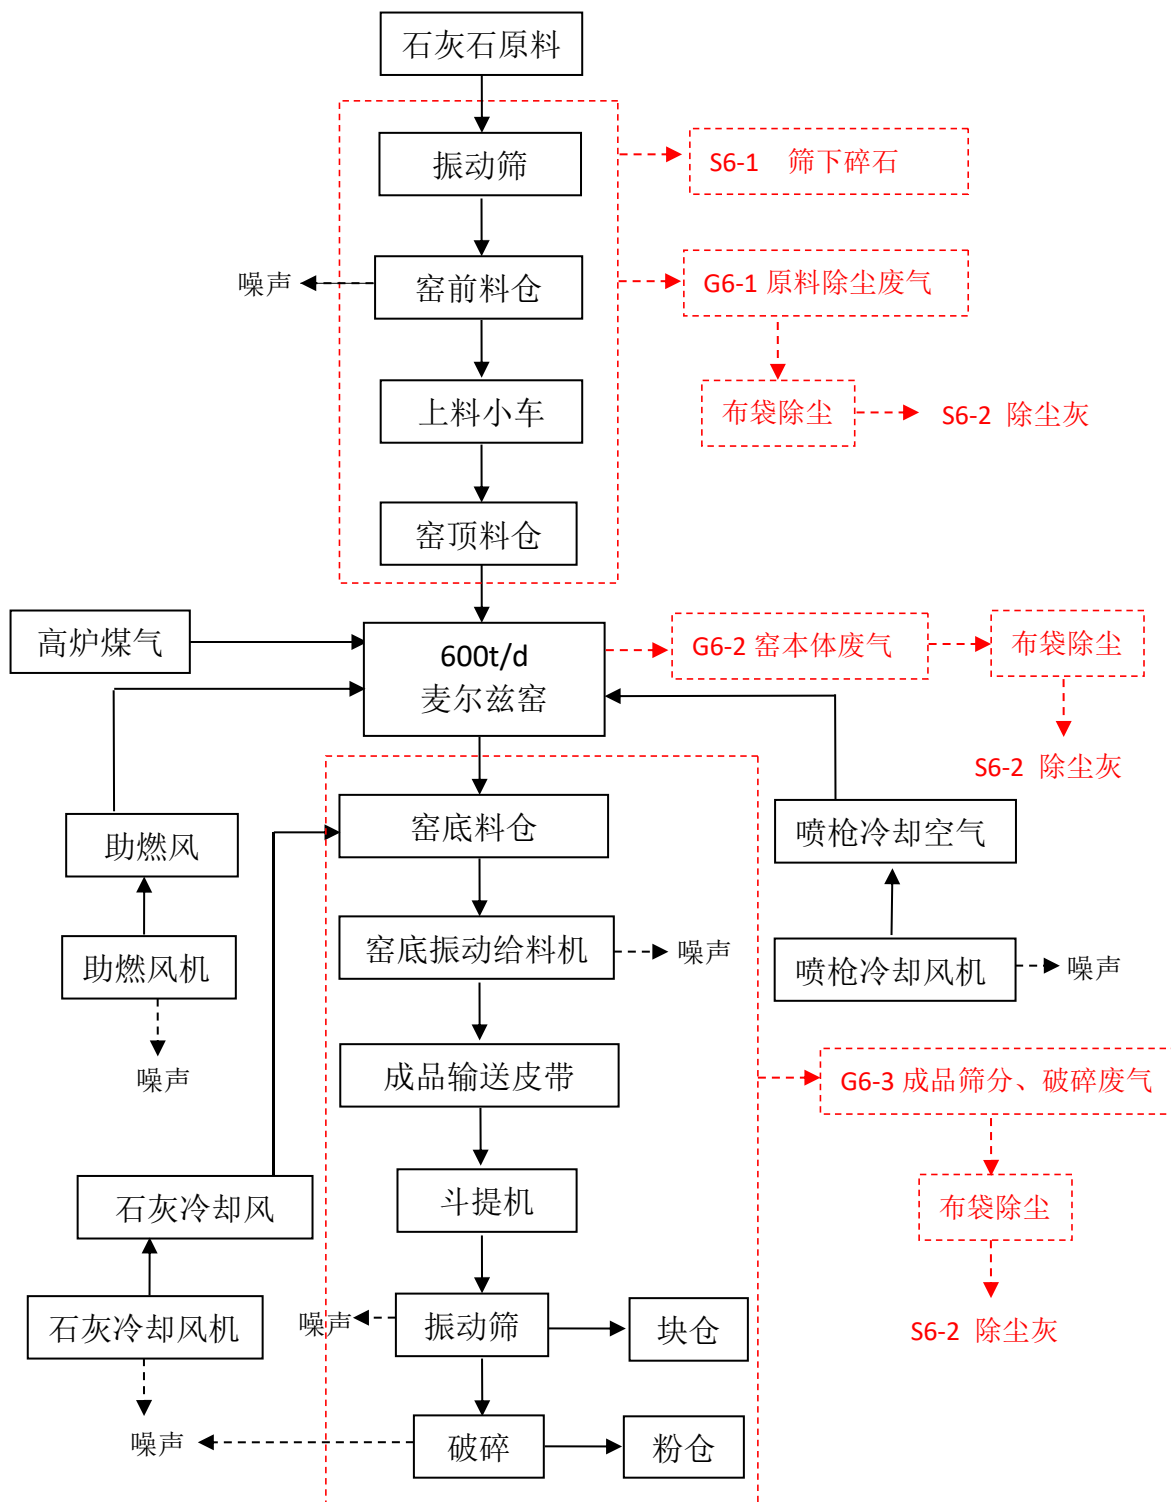 石灰石原料
振动筛
S6-1 筛下碎石
噪声
窑前料仓
G6-1 原料除尘废气
上料小车
布袋除尘
S6-2 除尘灰
窑顶料仓
高炉煤气
600t/d
麦尔兹窑
G6-2 窑本体废气
布袋除尘
S6-2 除尘灰
助燃风
窑底料仓
喷枪冷却空气
助燃风机
窑底振动给料机
噪声
喷枪冷却风机
噪声
噪声
成品输送皮带
G6-3 成品筛分、破碎废气
石灰冷却风
斗提机
布袋除尘
石灰冷却风机
噪声
振动筛
块仓
S6-2 除尘灰
噪声
破碎
粉仓